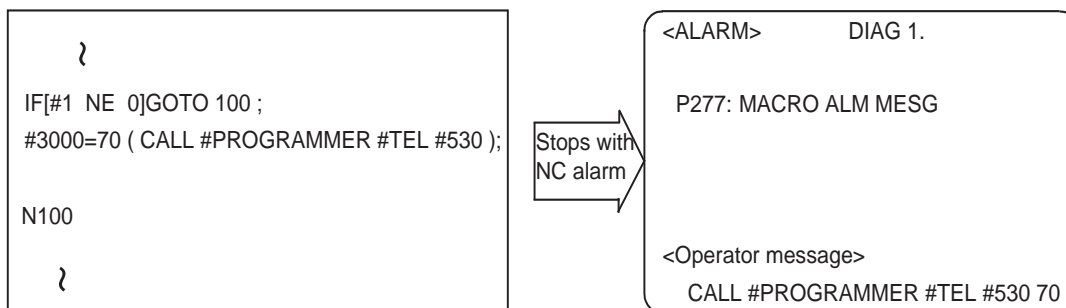 IF[#1 NE 0]GOTO 100 ;
#3000=70 ( CALL #PROGRAMMER #TEL #530 );
N100
Stops with
NC alarm
<ALARM> DIAG 1.
P277: MACRO ALM MESG
<Operator message>
CALL #PROGRAMMER #TEL #530 70